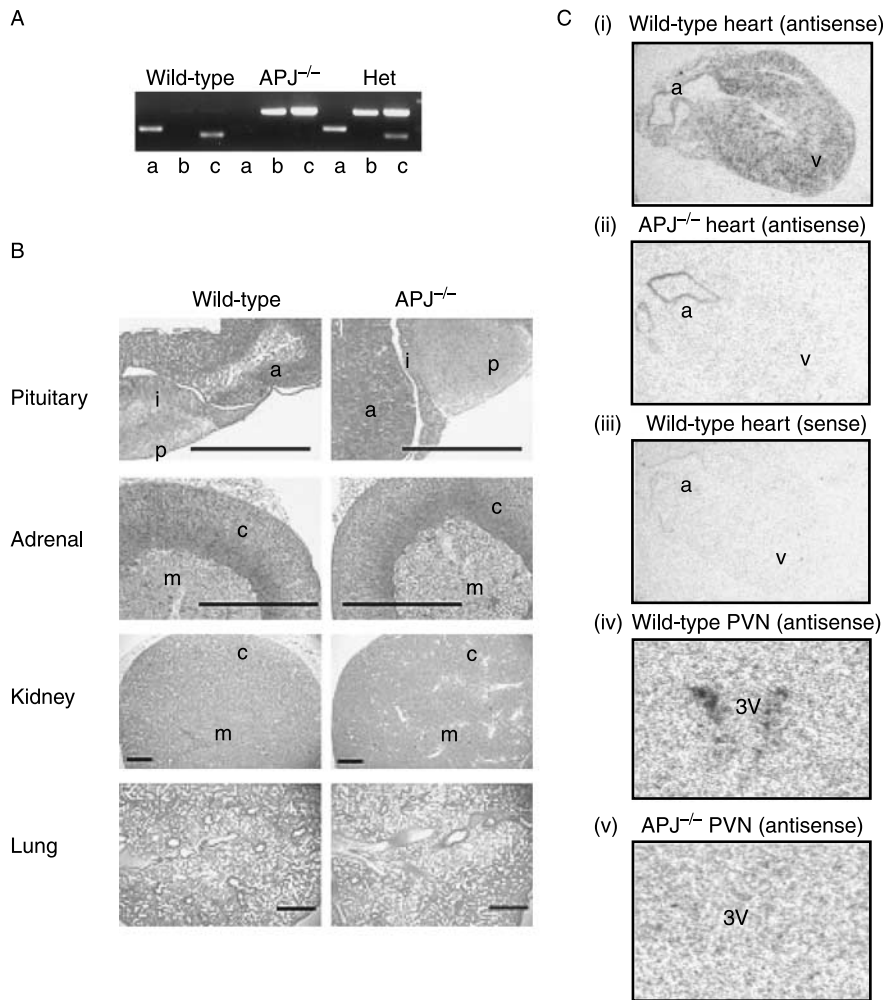 A
Wild-type APJ⁻/⁻ Het
a b c a b c a b c
B
Wild-type APJ⁻/⁻
Pituitary
i a p
a i p
Adrenal
c m
c m
Kidney
c m
c m
Lung
C
(i) Wild-type heart (antisense)
a
v
(ii) APJ⁻/⁻ heart (antisense)
a
v
(iii) Wild-type heart (sense)
a
v
(iv) Wild-type PVN (antisense)
3V
(v) APJ⁻/⁻ PVN (antisense)
3V